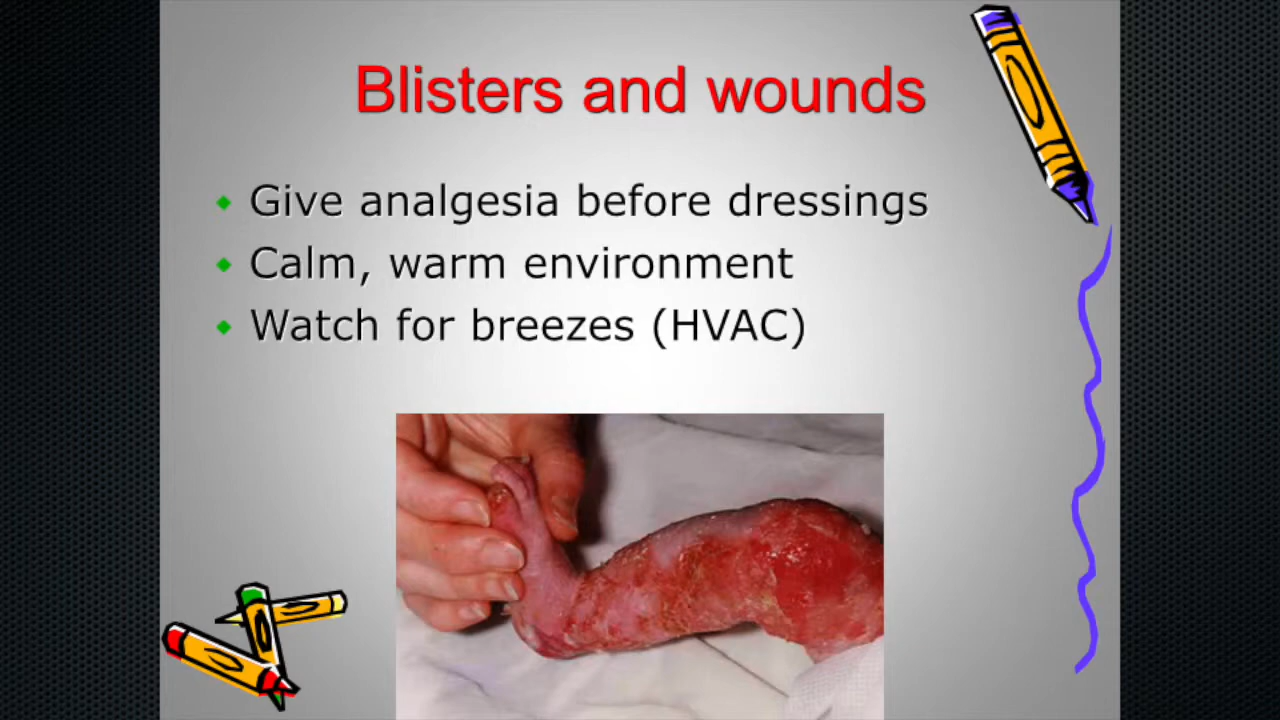 Blisters and wounds
Give analgesia before dressings
Calm, warm environment
Watch for breezes (HVAC)